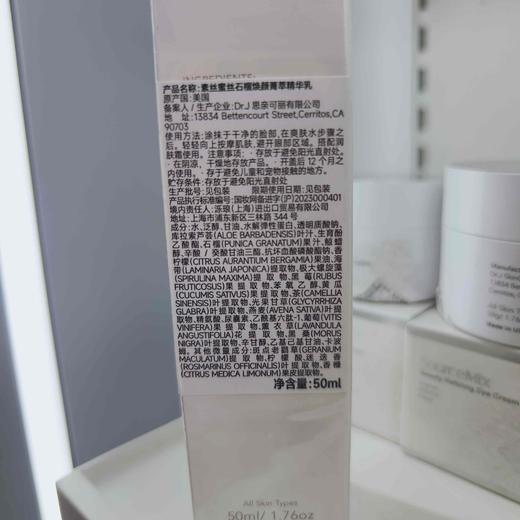 INGREDIENTS:
产品名称:素丝蜜丝石榴焕颜菁萃精华乳
原产国:美国
备案人/生产企业:Dr.J 恩亲可丽有限公司
地 址:13834 Bettencourt Street,Cerritos,CA
90703
使用方法:涂抹于干净的脸部,在爽肤水步骤之
后,轻轻向上按摩肌肤,避开眼部区域。搭配润
肤霜使用。注意事项:·存放于避免阳光直射处。
·在阴凉,干燥地存放产品。·开盖后 12 个月之
内使用。·避免儿童和宠物接触的地方。
贮存条件:存放于避免阳光直射处
生产批号:见包装 限期使用日期:见包装
产品执行标准编号:国妆网备进字(沪)2023000401
境内责任人:泺琅(上海)进出口贸易有限公司
地址:上海市浦东新区三林路 344 号
成分:水、泛醇、甘油、水解弹性蛋白、透明质酸钠、
库拉索芦荟(ALOE BARBADENSIS)叶汁、生育酚
乙酸酯、石榴(PUNICA GRANATUM)果汁、鲸蜡
醇、辛酸/癸酸甘油三酯、抗坏血酸磷酸酯钠、香
柠檬(CITRUS AURANTIUM BERGAMIA)果油、海
带(LAMINARIA JAPONICA)提取物、极大螺旋藻
(SPIRULINA MAXIMA)提取物、黑莓(RUBUS
FRUTICOSUS)果提取物、苯氧乙醇、黄瓜
(CUCUMIS SATIVUS)果提取物、茶(CAMELLIA
SINENSIS)叶提取物、光果甘草(GLYCYRRHIZA
GLABRA)叶提取物、燕麦(AVENA SATIVA)叶提取
物、精氨酸、尿囊素、乙酰基六肽-1、葡萄(VITIS
VINIFERA)果提取物、薰衣草(LAVANDULA
ANGUSTIFOLIA)花提取物、黑桑(MORUS
NIGRA)叶提取物、辛甘醇、乙基己基甘油、卡波
姆。其他微量成分:斑点老鹳草(GERANIUM
MACULATUM)提取物、柠檬酸、迷迭香
(ROSMARINUS OFFICINALIS)叶提取物、香橼
(CITRUS MEDICA LIMONUM)果皮提取物。
净含量:50ml
All Skin Types
50ml/ 1.76oz
SourceMix
Eye Cream